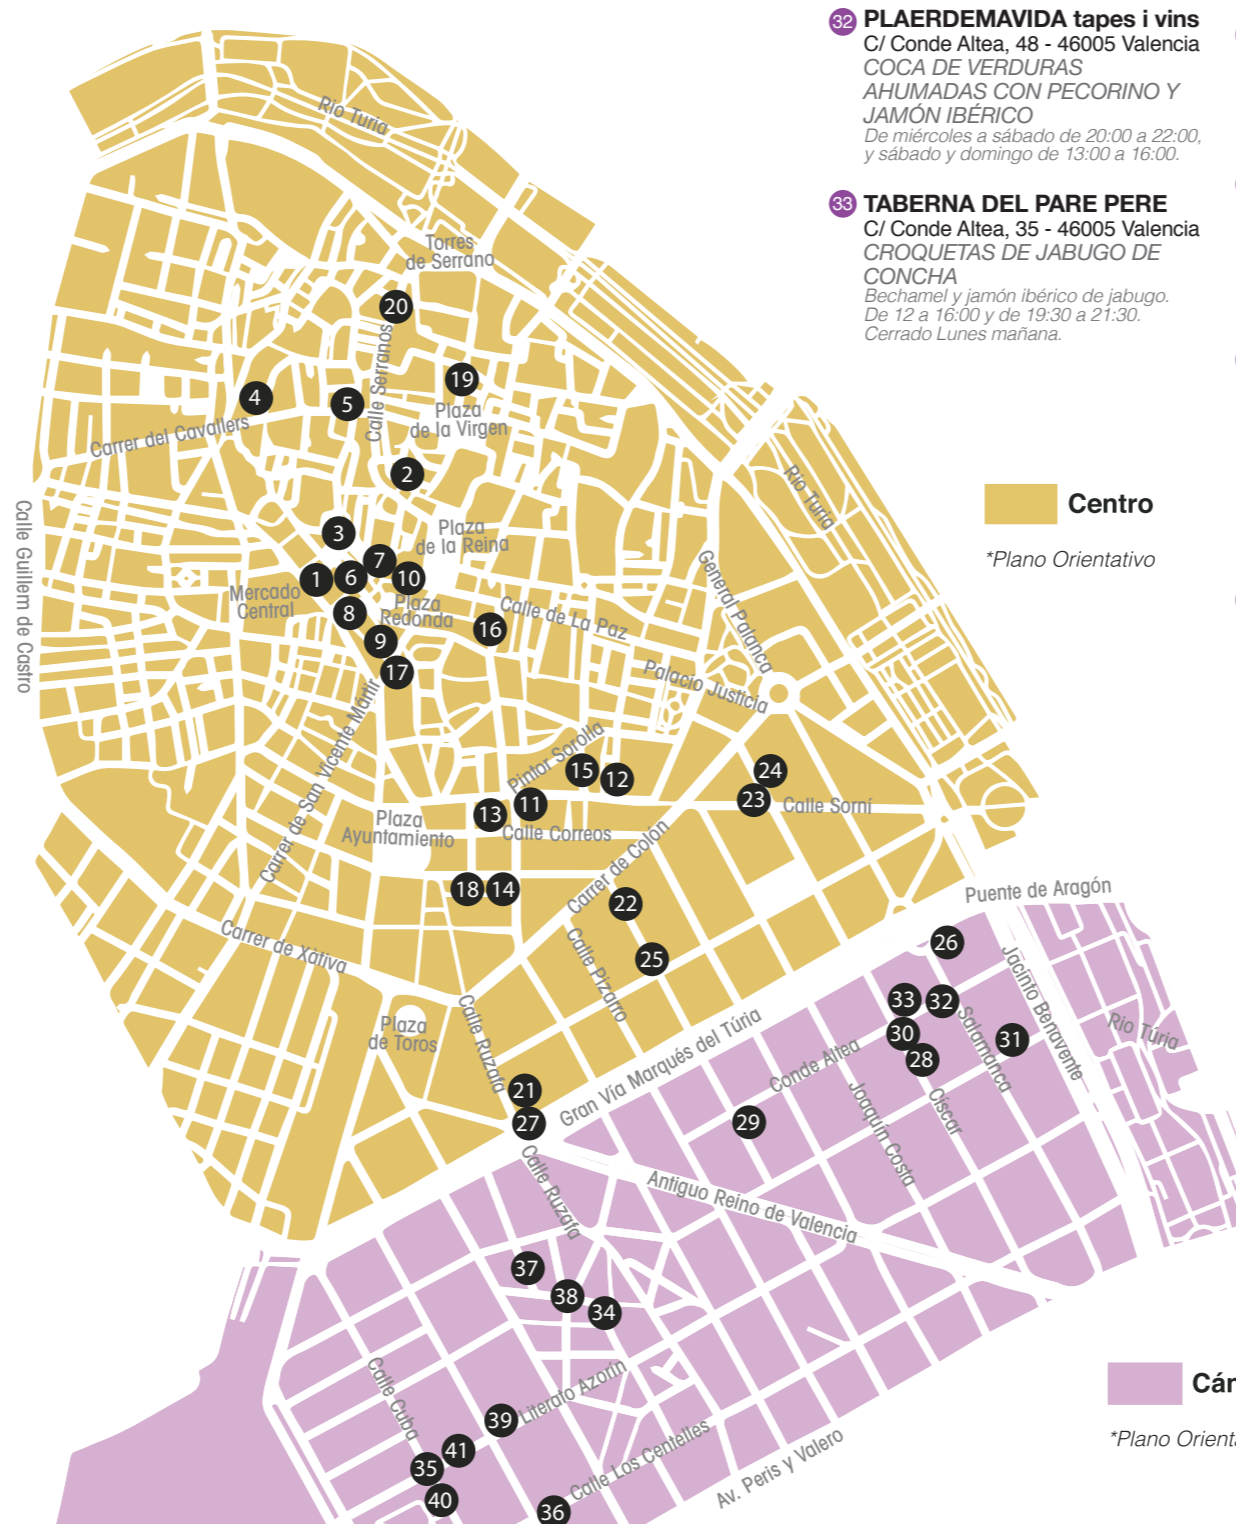 32 PLAERDEMAVIDA tapes i vins
C/ Conde Altea, 48 - 46005 Valencia
COCA DE VERDURAS
AHUMADAS CON PECORINO Y
JAMÓN IBÉRICO
De miércoles a sábado de 20:00 a 22:00,
y sábado y domingo de 13:00 a 16:00.
33 TABERNA DEL PARE PERE
C/ Conde Altea, 35 - 46005 Valencia
CROQUETAS DE JABUGO DE
CONCHA
Bechamel y jamón ibérico de jabugo.
De 12 a 16:00 y de 19:30 a 21:30.
Cerrado Lunes mañana.
Centro
*Plano Orientativo
Rio Turia
Torres
de Serrano
20
Calle Serranos
19
4
5
Plaza
de la Virgen
Carrer del Cavallers
2
Rio Turia
Calle Guillem de Castro
3
Plaza
de la Reina
7
1
6
10
General Palanca
Mercado
Central
8
Plaza
Redonda
Calle de La Paz
16
9
17
Palacio Justicia
Carrer de San Vicente Mártir
Pintor Sorolla
15
12
24
23
Calle Sorní
11
13
Plaza
Ayuntamiento
Calle Correos
Carrer de Colón
18
14
22
Puente de Aragón
Carrer de Xàtiva
Calle Pizarro
25
26
Jacinto Benavente
33
32
Salamanca
Plaza
de Toros
Calle Ruzafa
30
31
Rio Túria
28
Gran Vía Marqués del Túria
Conde Altea
Joaquín Costa
Císcar
21
27
29
Calle Ruzafa
Antiguo Reino de Valencia
37
38
34
Calle Cuba
Literato Azorín
39
41
35
40
36
Calle Los Centelles
Av. Peris y Valero
Cán
*Plano Orienta